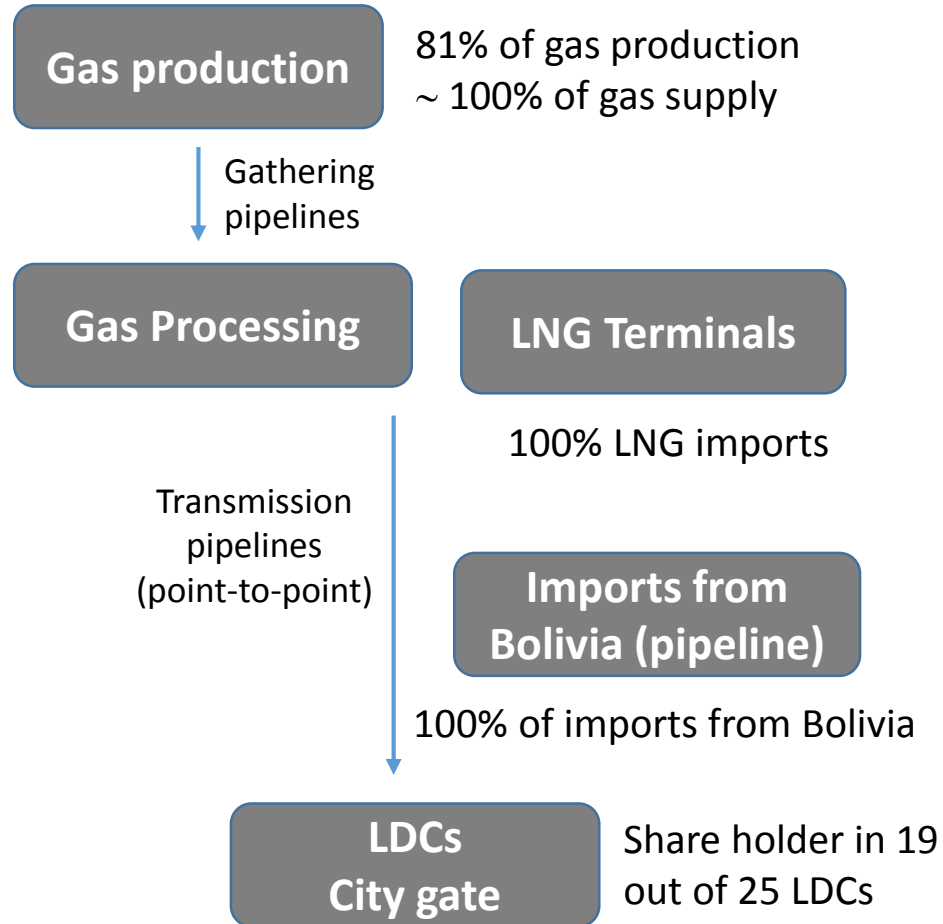 Gas production
81% of gas production
~ 100% of gas supply
Gathering
pipelines
Gas Processing
LNG Terminals
100% LNG imports
Transmission
pipelines
(point-to-point)
Imports from
Bolivia (pipeline)
100% of imports from Bolivia
LDCs
City gate
Share holder in 19
out of 25 LDCs